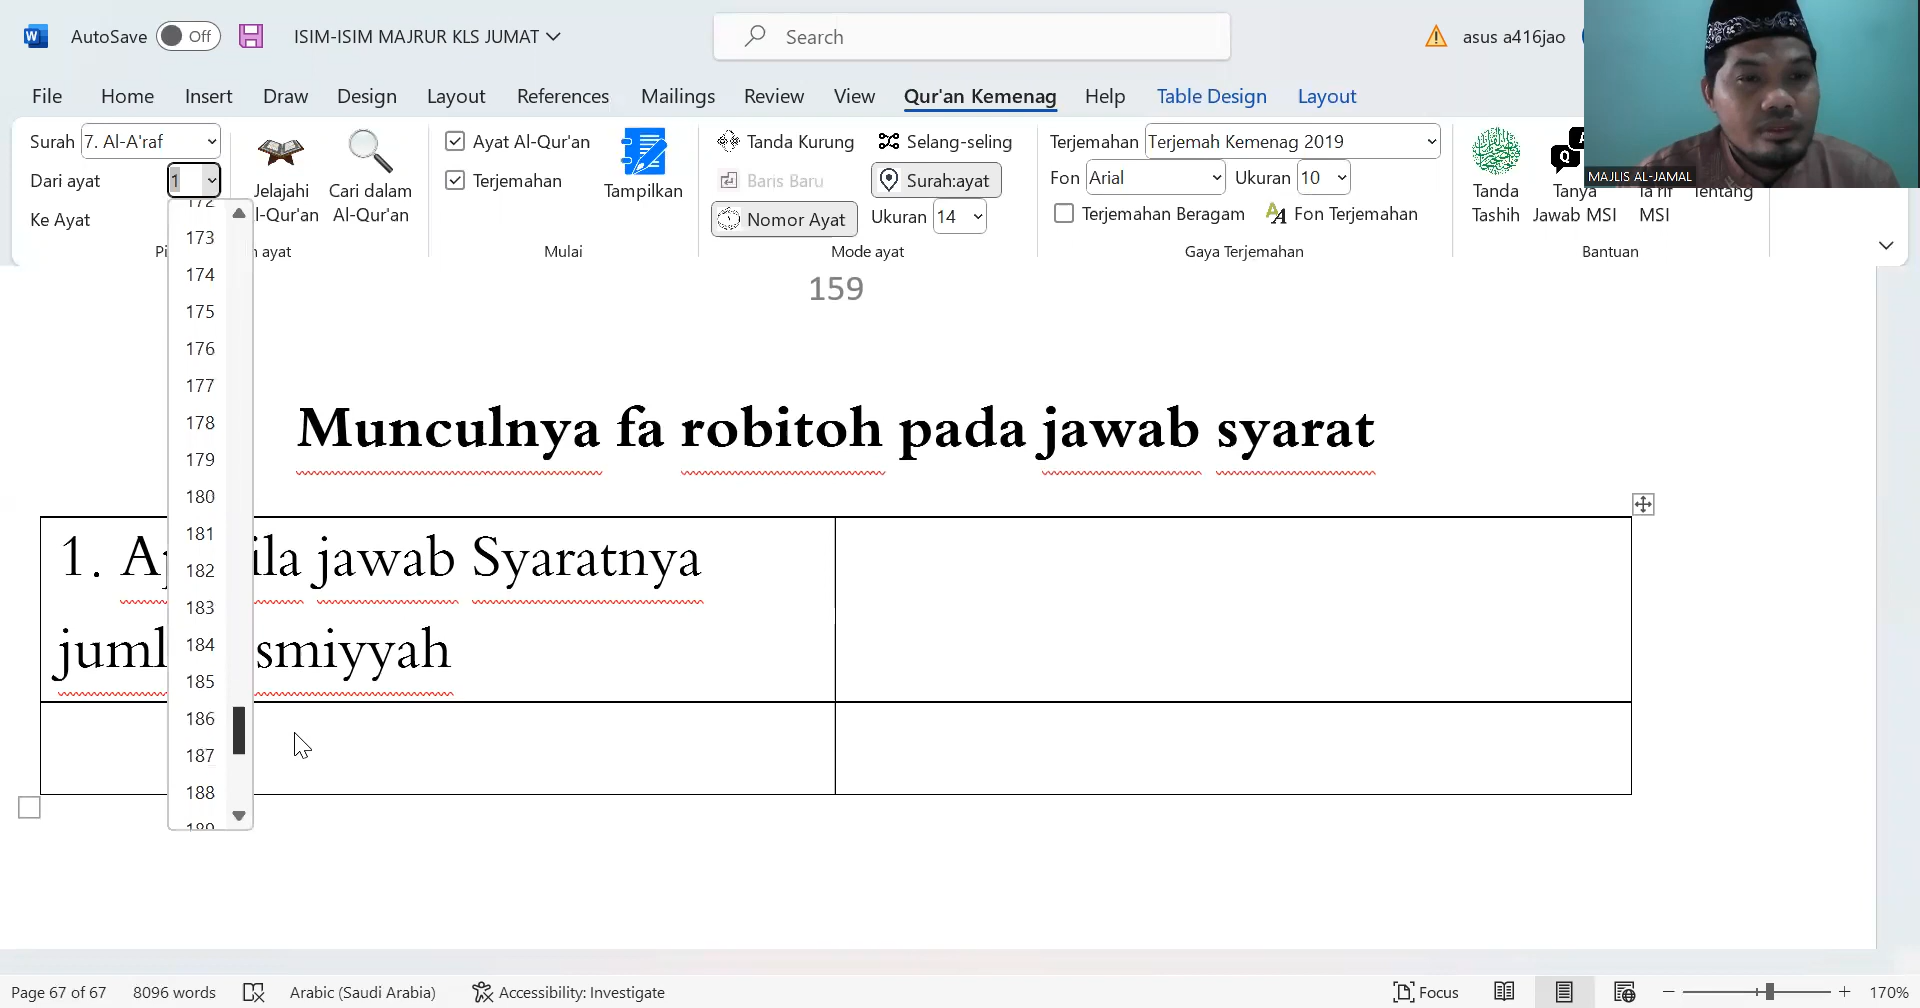 AutoSave Off ISIM-ISIM MAJRUR KLS JUMAT Search asus a416jao
File Home Insert Draw Design Layout References Mailings Review View Qur'an Kemenag Help Table Design Layout
Surah 7. Al-A'raf
Dari ayat 1
Ke Ayat
Jelajahi
l-Qur'an
Cari dalam
Al-Qur'an
Ayat Al-Qur'an
Terjemahan
Tampilkan
Mulai
Tanda Kurung
Baris Baru
Nomor Ayat
Selang-seling
Surah:ayat
Ukuran 14
Mode ayat
Terjemahan Terjemah Kemenag 2019
Fon Arial Ukuran 10
Terjemahan Beragam Fon Terjemahan
Gaya Terjemahan
Tanda
Tashih
Tanya
Jawab MSI
Ta'rif
MSI
Tentang
Bantuan
MAJLIS AL-JAMAL
ayat
172
173
174
175
176
177
178
179
180
181
182
183
184
185
186
187
188
189
159
Munculnya fa robitoh pada jawab syarat
1. A ila jawab Syaratnya
juml smiyyah
Page 67 of 67 8096 words Arabic (Saudi Arabia) Accessibility: Investigate Focus 170%